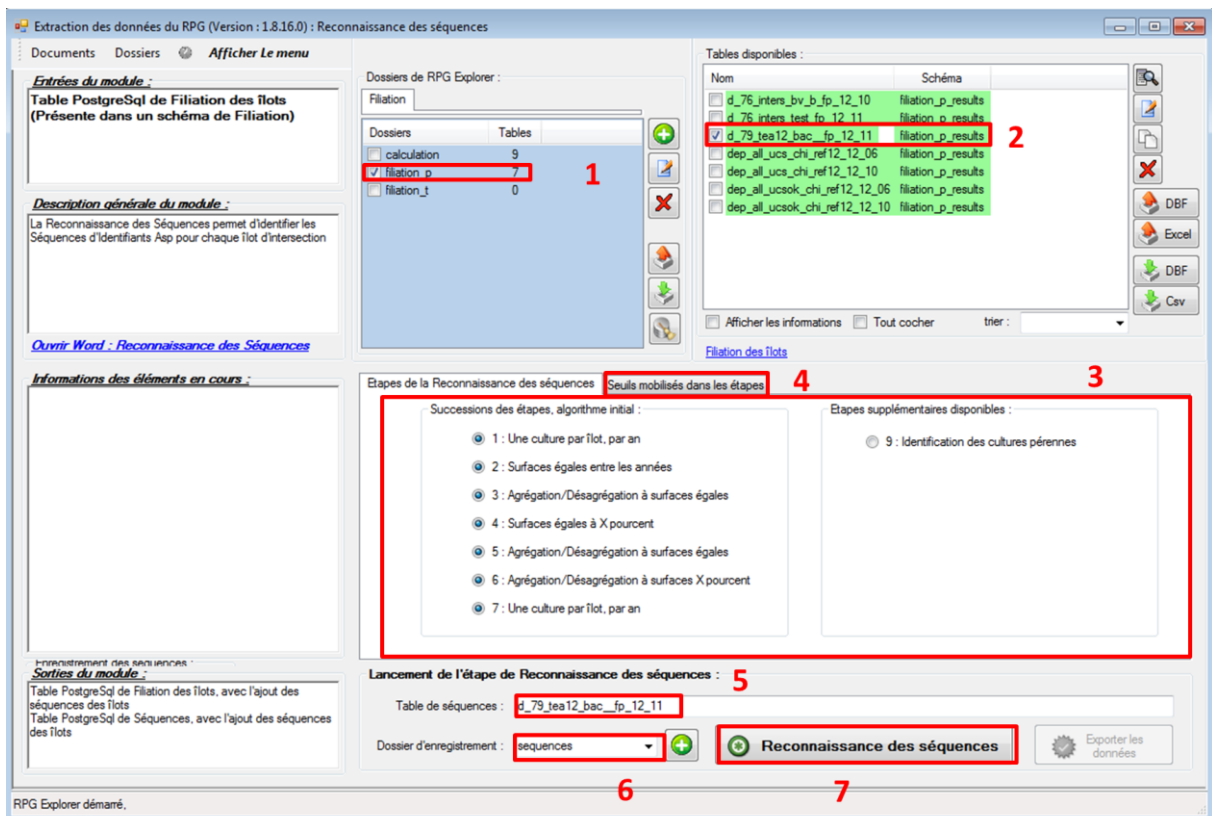 Extraction des données du RPG (Version : 1.8.16.0) : Reconnaissance des séquences
Documents Dossiers Afficher Le menu
Entrées du module :
Table PostgreSql de Filiation des îlots
(Présente dans un schéma de Filiation)
Description générale du module :
La Reconnaissance des Séquences permet d'identifier les
Séquences d'Identifiants Asp pour chaque îlot d'intersection
Ouvrir Word : Reconnaissance des Séquences
Dossiers de RPG Explorer :
Filiation
Dossiers Tables
calculation 9
filiation_p 7
filiation_t 0
1
Tables disponibles :
Nom Schéma
d_76_inters_bv_b_fp_12_10 filiation_p_results
d_76_inters_test_fp_12_11 filiation_p_results
d_79_tea12_bac__fp_12_11 filiation_p_results
dep_all_ucs_chi_ref12_12_06 filiation_p_results
dep_all_ucs_chi_ref12_12_10 filiation_p_results
dep_all_ucsok_chi_ref12_12_06 filiation_p_results
dep_all_ucsok_chi_ref12_12_10 filiation_p_results
2
DBF
Excel
DBF
Csv
Afficher les informations Tout cocher trier :
Filiation des îlots
Informations des éléments en cours :
Etapes de la Reconnaissance des séquences Seuils mobilisés dans les étapes
4
3
Successions des étapes, algorithme initial :
1 : Une culture par îlot, par an
2 : Surfaces égales entre les années
3 : Agrégation/Désagrégation à surfaces égales
4 : Surfaces égales à X pourcent
5 : Agrégation/Désagrégation à surfaces égales
6 : Agrégation/Désagrégation à surfaces X pourcent
7 : Une culture par îlot, par an
Etapes supplémentaires disponibles :
9 : Identification des cultures pérennes
Enregistrement des séquences :
Sorties du module :
Table PostgreSql de Filiation des îlots, avec l'ajout des
séquences des îlots
Table PostgreSql de Séquences, avec l'ajout des séquences
des îlots
Lancement de l'étape de Reconnaissance des séquences :
5
Table de séquences : d_79_tea12_bac__fp_12_11
Dossier d'enregistrement : sequences
Reconnaissance des séquences
Exporter les
données
6
7
RPG Explorer démarré,